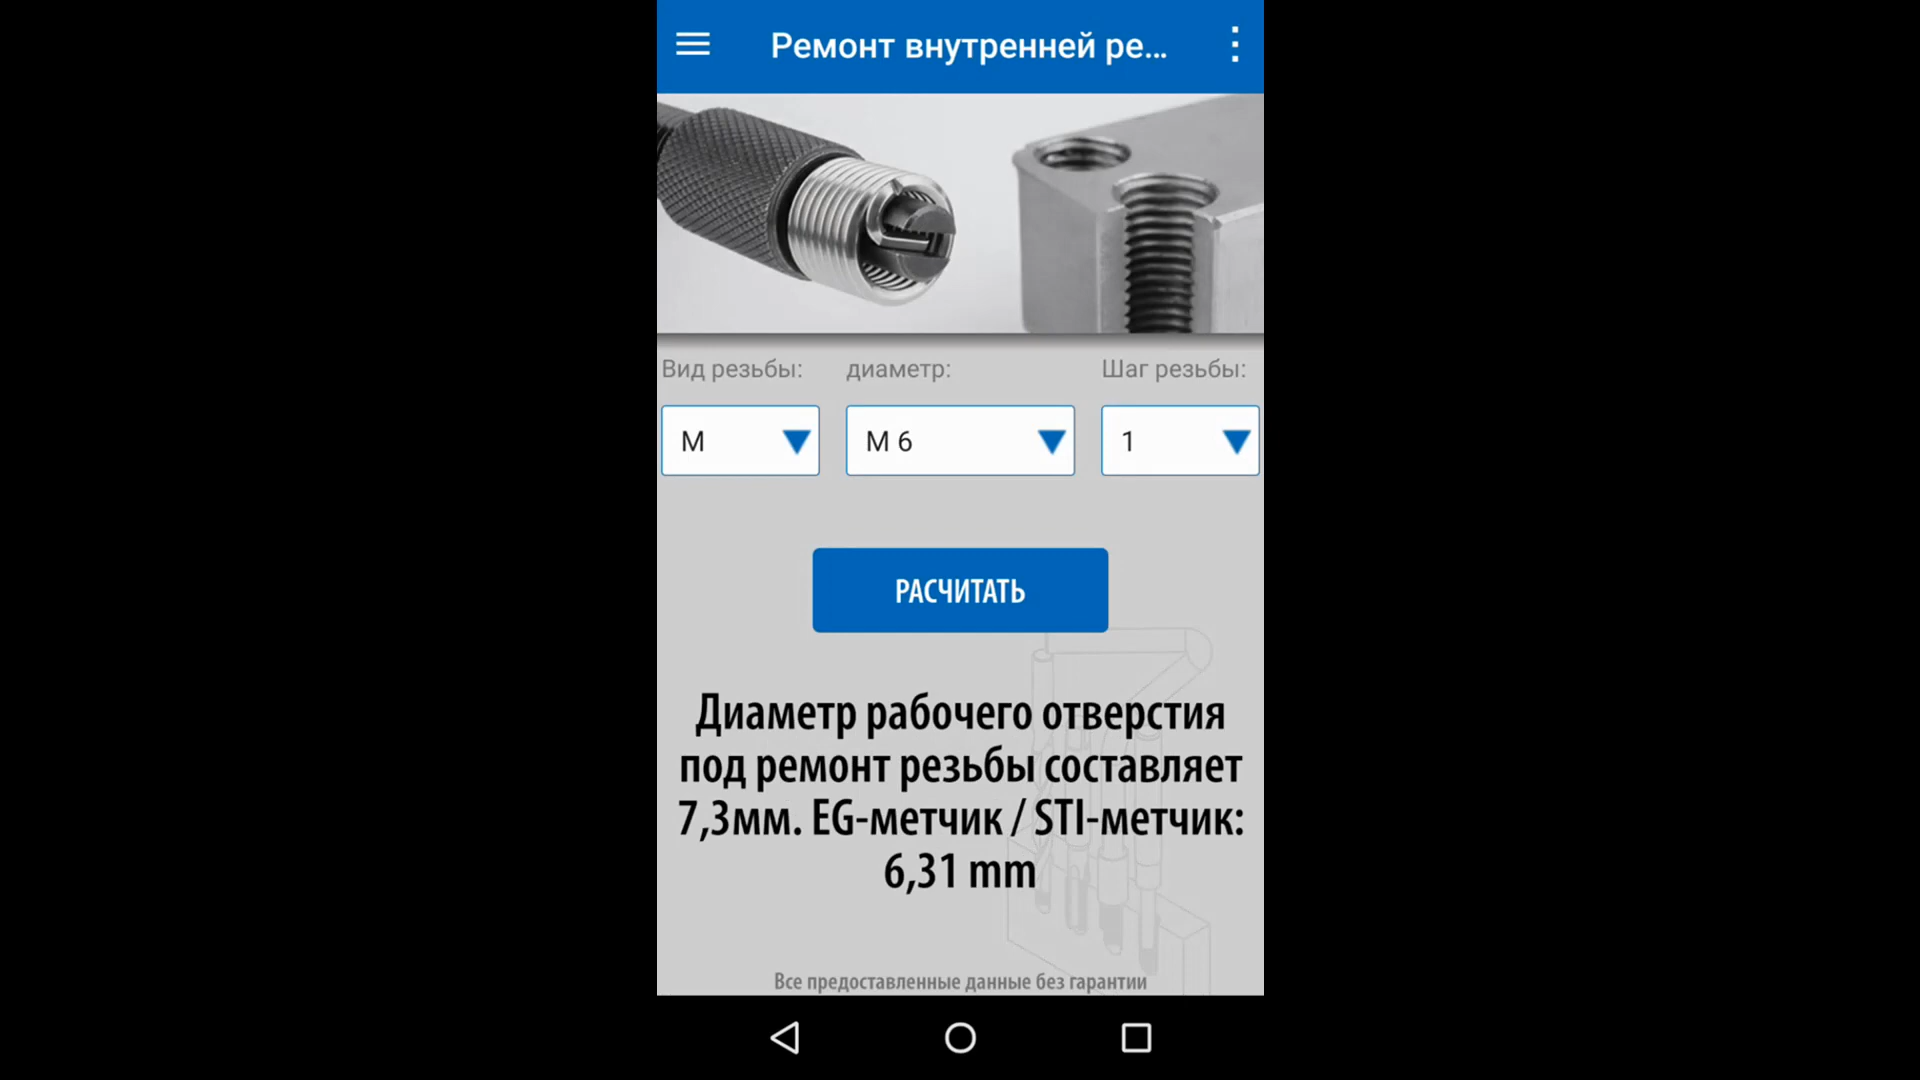 Ремонт внутренней ре...
Вид резьбы: диаметр: Шаг резьбы:
M M 6 1
РАСЧИТАТЬ
Диаметр рабочего отверстия
под ремонт резьбы составляет
7,3мм. EG-метчик / STI-метчик:
6,31 mm
Все предоставленные данные без гарантии